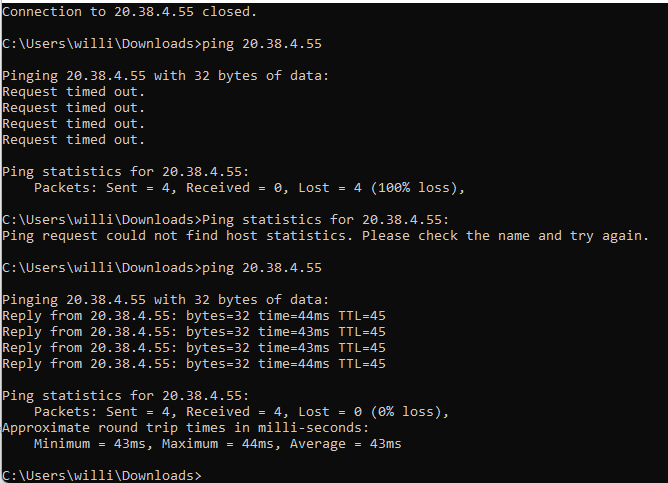 Connection to 20.38.4.55 closed.
C:\Users\willi\Downloads>ping 20.38.4.55
Pinging 20.38.4.55 with 32 bytes of data:
Request timed out.
Request timed out.
Request timed out.
Request timed out.
Ping statistics for 20.38.4.55:
    Packets: Sent = 4, Received = 0, Lost = 4 (100% loss),
C:\Users\willi\Downloads>Ping statistics for 20.38.4.55:
Ping request could not find host statistics. Please check the name and try again.
C:\Users\willi\Downloads>ping 20.38.4.55
Pinging 20.38.4.55 with 32 bytes of data:
Reply from 20.38.4.55: bytes=32 time=44ms TTL=45
Reply from 20.38.4.55: bytes=32 time=43ms TTL=45
Reply from 20.38.4.55: bytes=32 time=43ms TTL=45
Reply from 20.38.4.55: bytes=32 time=44ms TTL=45
Ping statistics for 20.38.4.55:
    Packets: Sent = 4, Received = 4, Lost = 0 (0% loss),
Approximate round trip times in milli-seconds:
    Minimum = 43ms, Maximum = 44ms, Average = 43ms
C:\Users\willi\Downloads>